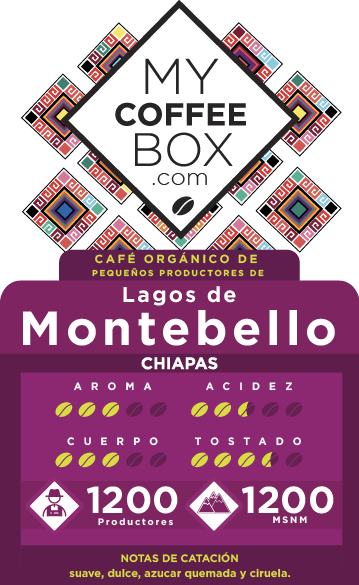 MY
COFFEE
BOX
.com
CAFÉ ORGÁNICO DE
PEQUEÑOS PRODUCTORES DE
Lagos de
Montebello
CHIAPAS
AROMA ACIDEZ
CUERPO TOSTADO
1200 1200
Productores MSNM
NOTAS DE CATACIÓN
suave, dulce, azucar quemada y ciruela.